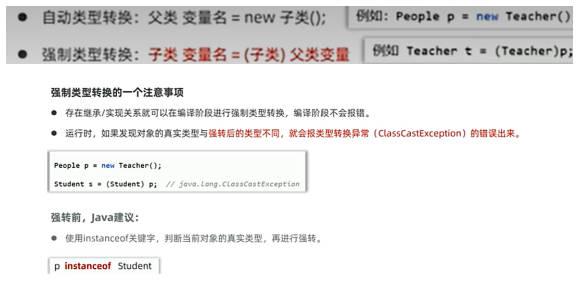 ● 自动类型转换：父类 变量名 = new 子类(); 例如：People p = new Teacher()
● 强制类型转换：子类 变量名 = (子类) 父类变量 例如 Teacher t = (Teacher)p;
强制类型转换的一个注意事项
● 存在继承/实现关系就可以在编译阶段进行强制类型转换，编译阶段不会报错。
● 运行时，如果发现对象的真实类型与强转后的类型不同，就会报类型转换异常（ClassCastException）的错误出来。
People p = new Teacher();
Student s = (Student) p; // java.lang.ClassCastException
强转前，Java建议：
● 使用instanceof关键字，判断当前对象的真实类型，再进行强转。
p instanceof Student